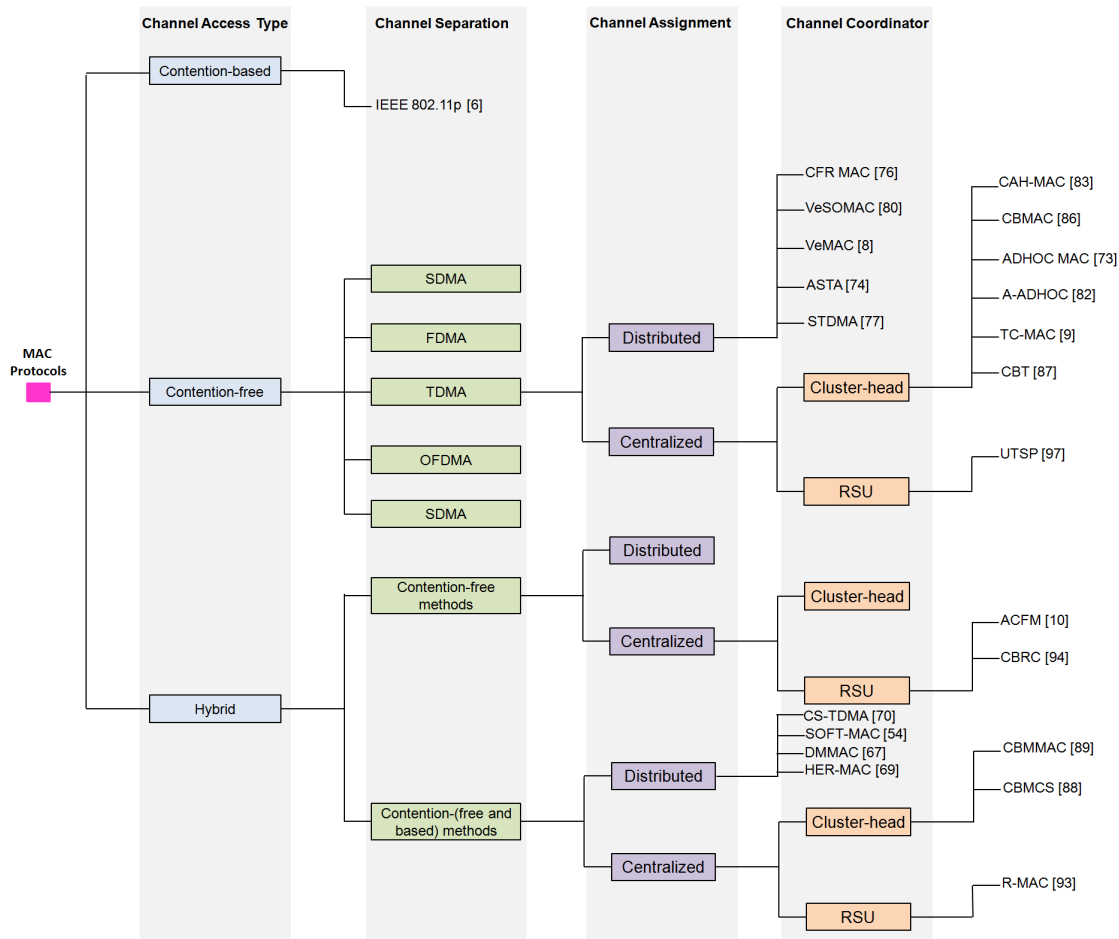 Channel Access Type
Channel Separation
Channel Assignment
Channel Coordinator
Contention-based
IEEE 802.11p [6]
CFR MAC [76]
CAH-MAC [83]
VeSOMAC [80]
CBMAC [86]
VeMAC [8]
ADHOC MAC [73]
SDMA
ASTA [74]
A-ADHOC [82]
STDMA [77]
FDMA
Distributed
TC-MAC [9]
MAC
Protocols
CBT [87]
Contention-free
TDMA
Cluster-head
Centralized
UTSP [97]
OFDMA
RSU
SDMA
Distributed
Contention-free
methods
Cluster-head
ACFM [10]
Centralized
CBRC [94]
RSU
Hybrid
CS-TDMA [70]
SOFT-MAC [54]
DMMAC [67]
HER-MAC [69]
CBMMAC [89]
Distributed
CBMCS [88]
Contention-(free and
based) methods
Cluster-head
Centralized
R-MAC [93]
RSU